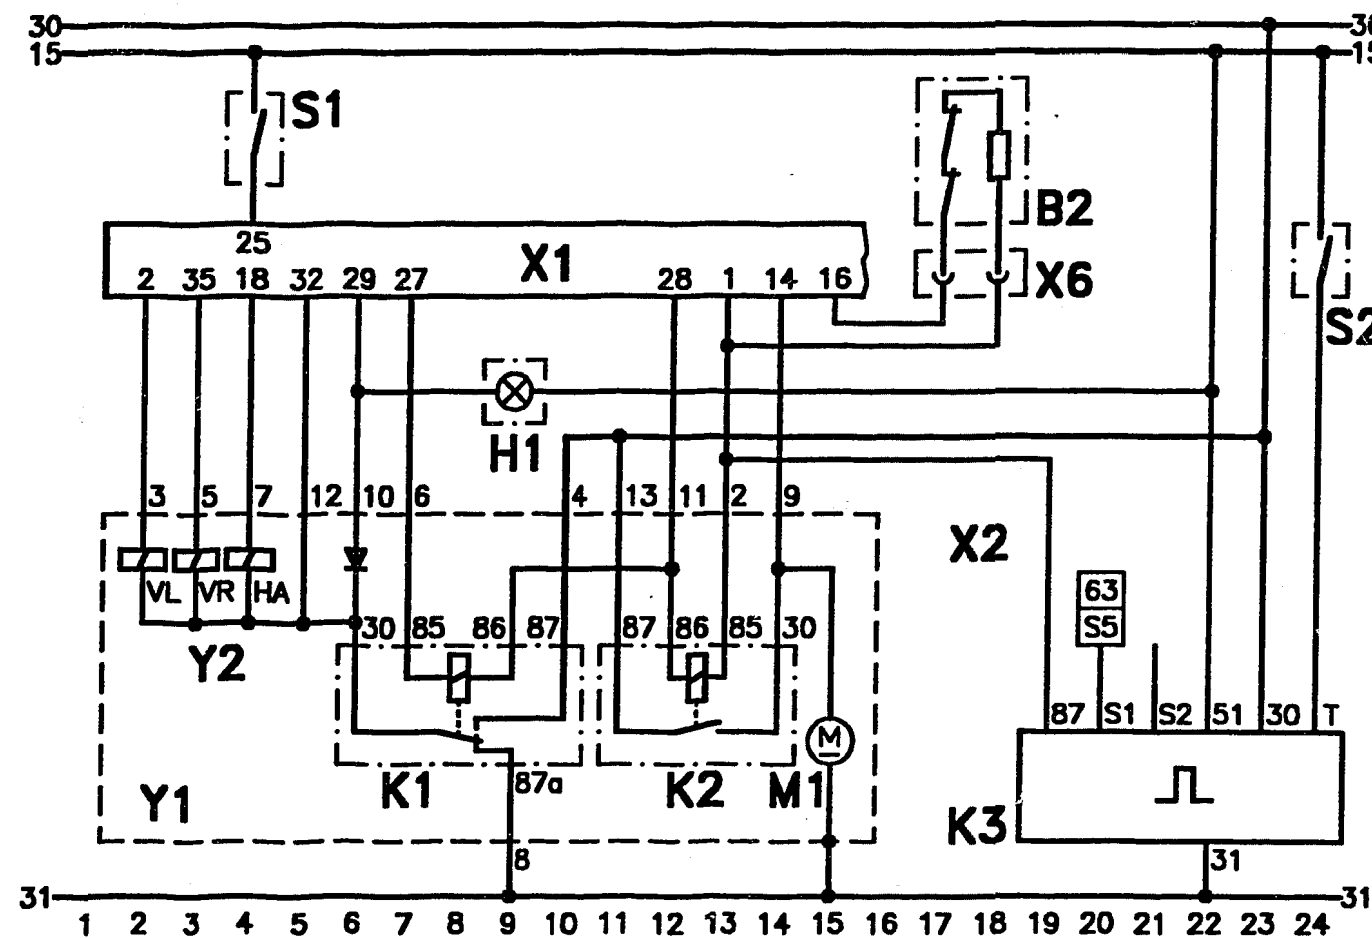 30 30
15 15
S1
B2
25 X1
2 35 18 32 29 27 28 1 14 16
X6
S2
H1
3 5 7 12 10 6 4 13 11 2 9
X2
VL VR HA
63
S5
30 85 86 87 87 86 85 30
Y2
87 S1 S2 51 30 T
M
Y1 K1 87a K2 M1
K3
8 31
31 31
1 2 3 4 5 6 7 8 9 10 11 12 13 14 15 16 17 18 19 20 21 22 23 24